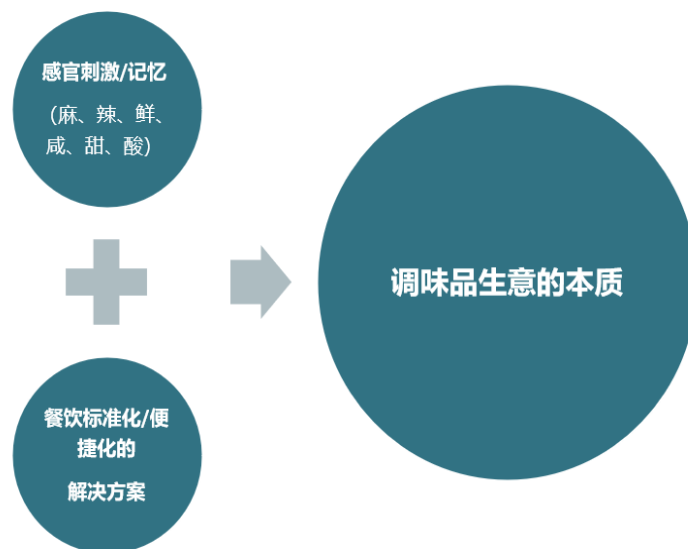 感官刺激/记忆
(麻、辣、鲜、
咸、甜、酸)
餐饮标准化/便
捷化的
解决方案
调味品生意的本质